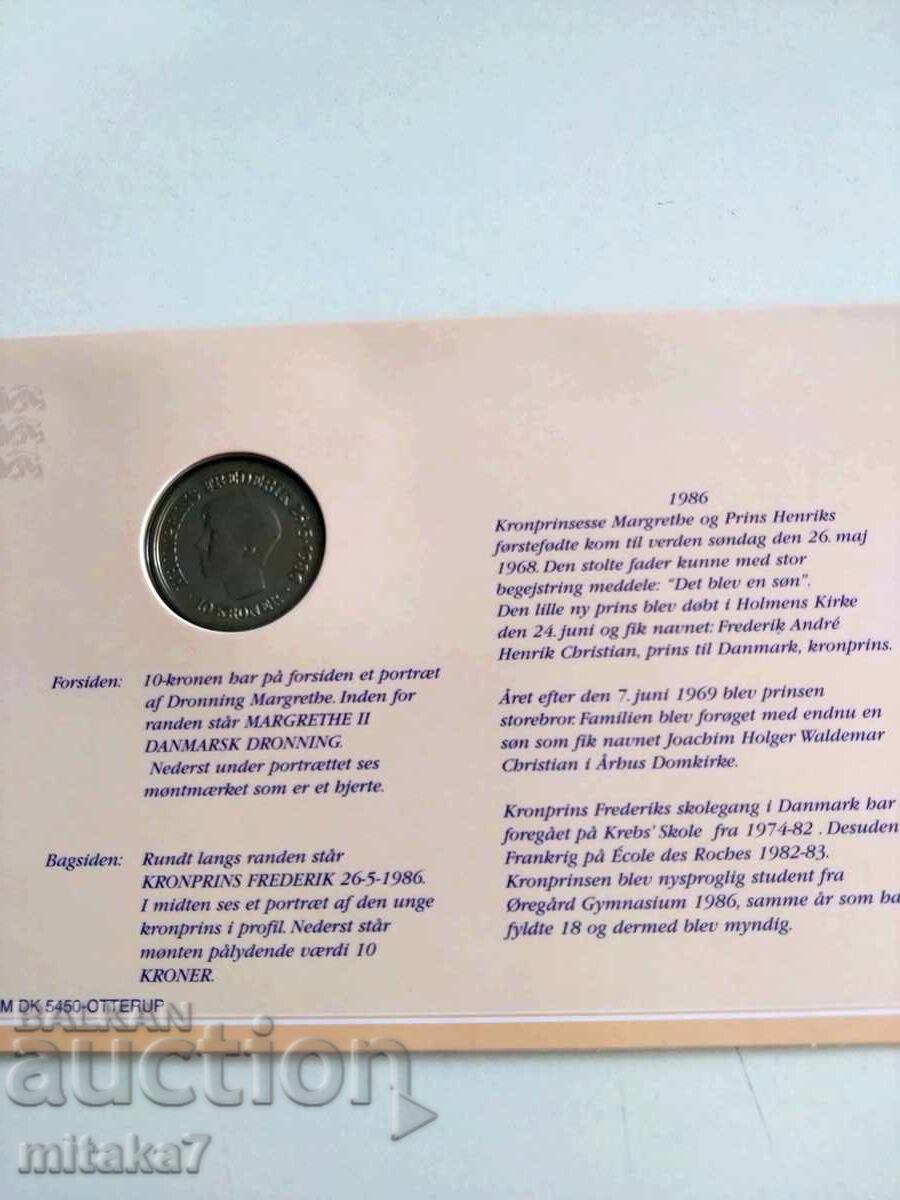 KRONPRINS FREDERIK 26-5-1986
· 10 KRONER ·
Forsiden: 10-kronen har på forsiden et portræt
af Dronning Margrethe. Inden for
randen står MARGRETHE II
DANMARSK DRONNING.
Nederst under portrættet ses
møntmærket som er et hjerte.
Bagsiden: Rundt langs randen står
KRONPRINS FREDERIK 26-5-1986.
I midten ses et portræt af den unge
kronprins i profil. Nederst står
mønten pålydende værdi 10
KRONER.
M DK 5450-OTTERUP
1986
Kronprinsesse Margrethe og Prins Henriks
førstefødte kom til verden søndag den 26. maj
1968. Den stolte fader kunne med stor
begejstring meddele: "Det blev en søn".
Den lille ny prins blev døbt i Holmens Kirke
den 24. juni og fik navnet: Frederik André
Henrik Christian, prins til Danmark, kronprins.
Året efter den 7. juni 1969 blev prinsen
storebror. Familien blev forøget med endnu en
søn som fik navnet Joachim Holger Waldemar
Christian i Århus Domkirke.
Kronprins Frederiks skolegang i Danmark har
foregået på Krebs' Skole fra 1974-82. Desuden
Frankrig på École des Roches 1982-83.
Kronprinsen blev nysproglig student fra
Øregård Gymnasium 1986, samme år som ha
fyldte 18 og dermed blev myndig.
BALKAN
auction
mitaka7